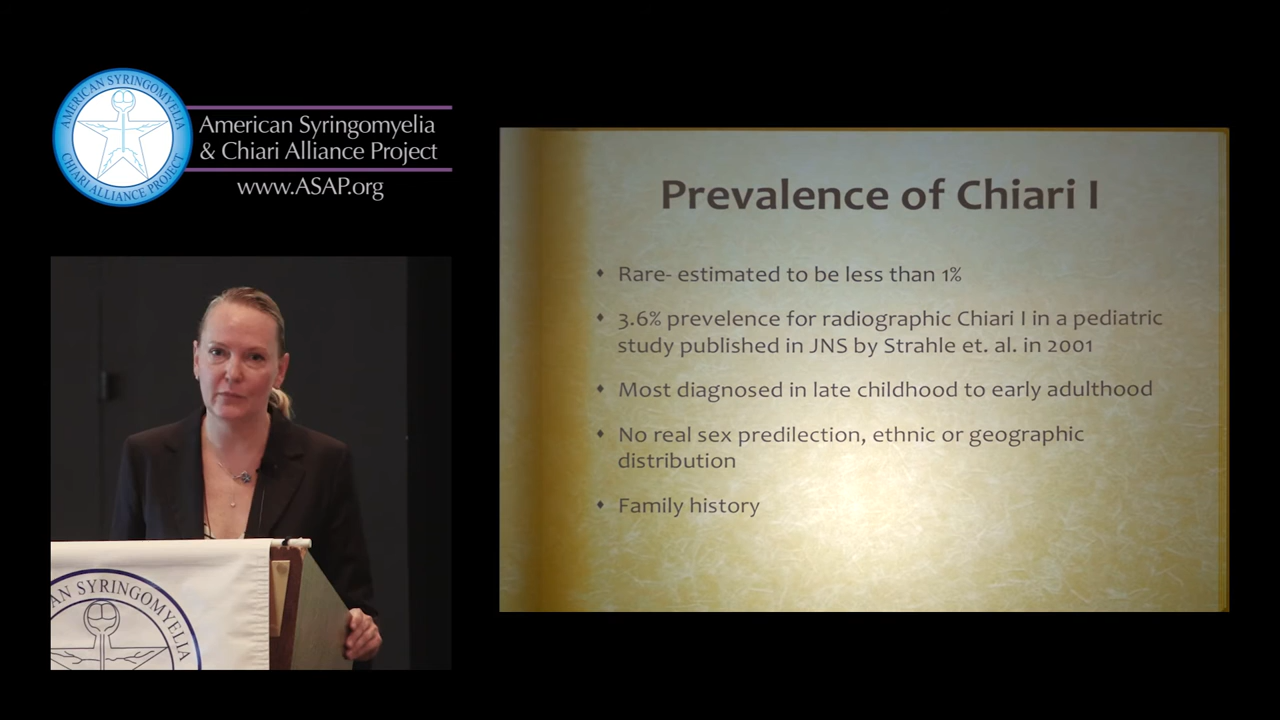 AMERICAN SYRINGOMYELIA
CHIARI ALLIANCE PROJECT
American Syringomyelia
& Chiari Alliance Project
www.ASAP.org
Prevalence of Chiari I
Rare- estimated to be less than 1%
3.6% prevelence for radiographic Chiari I in a pediatric
study published in JNS by Strahle et. al. in 2001
Most diagnosed in late childhood to early adulthood
No real sex predilection, ethnic or geographic
distribution
Family history
AN SYRINGOMYELIA